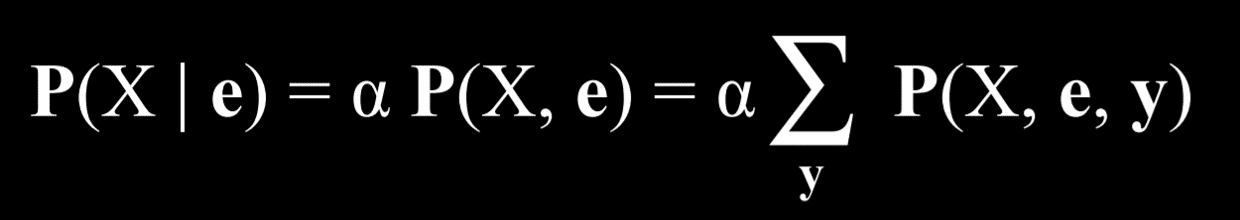 P(X | e) = α P(X, e) = α ∑ P(X, e, y)
y